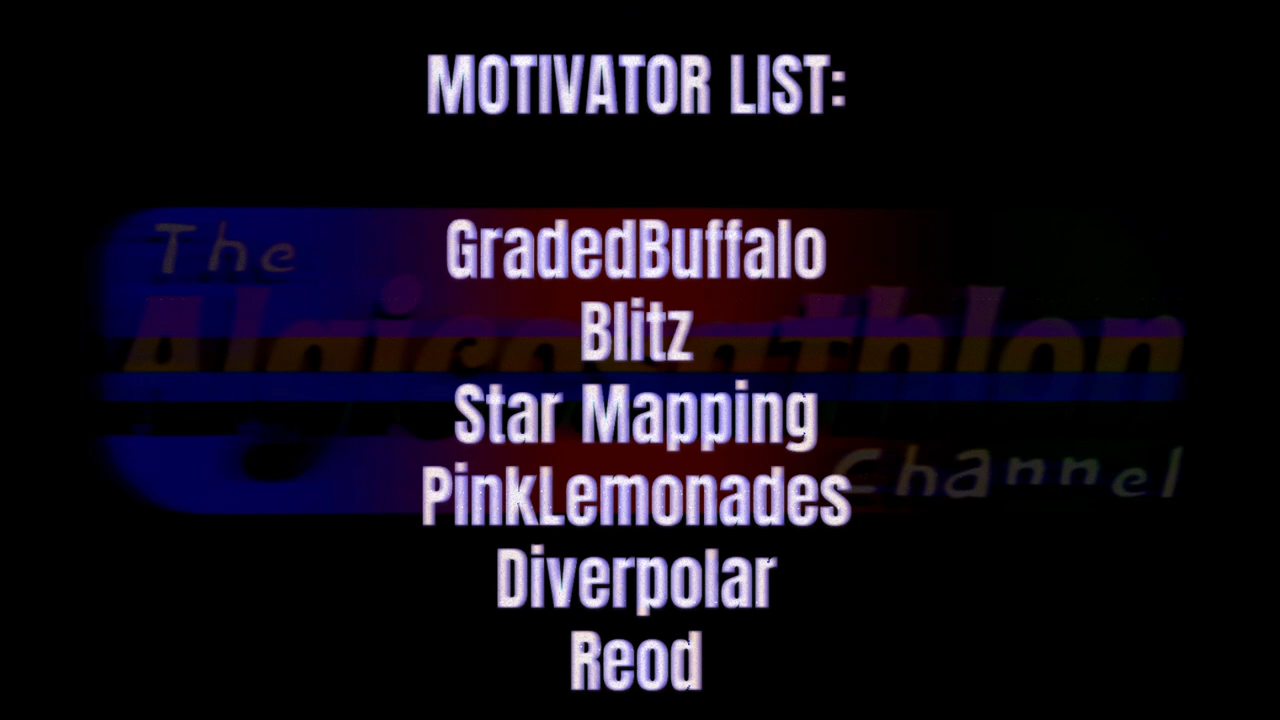 MOTIVATOR LIST:
The
GradedBuffalo
Blitz
Star Mapping
PinkLemonades
Channel
Diverpolar
Reod